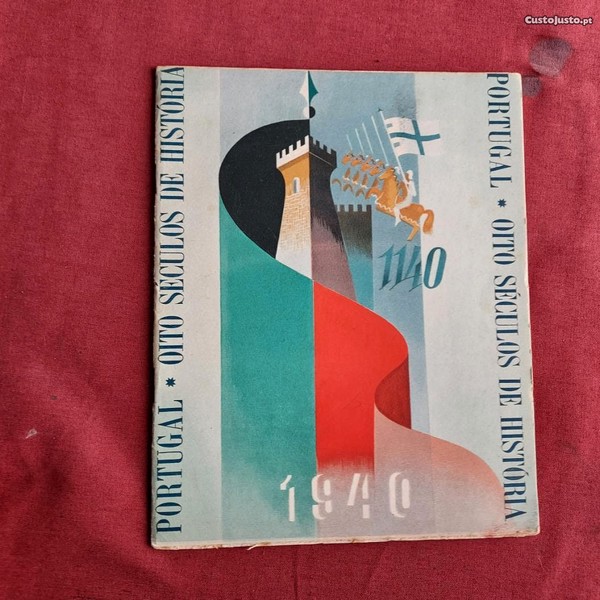 CustoJusto.pt
PORTUGAL * OITO SÉCULOS DE HISTÓRIA
PORTUGAL * OITO SÉCULOS DE HISTÓRIA
1140
1940